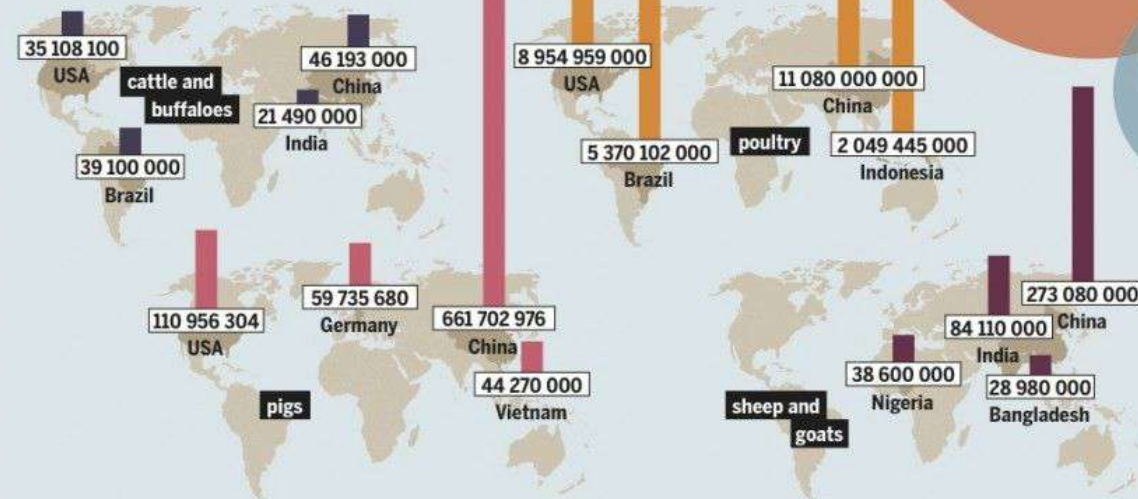 35 108 100
USA
cattle and
buffaloes
46 193 000
China
21 490 000
India
39 100 000
Brazil
8 954 959 000
USA
11 080 000 000
China
5 370 102 000
Brazil
poultry
2 049 445 000
Indonesia
110 956 304
USA
59 735 680
Germany
661 702 976
China
44 270 000
Vietnam
pigs
273 080 000
China
84 110 000
India
38 600 000
Nigeria
28 980 000
Bangladesh
sheep and
goats